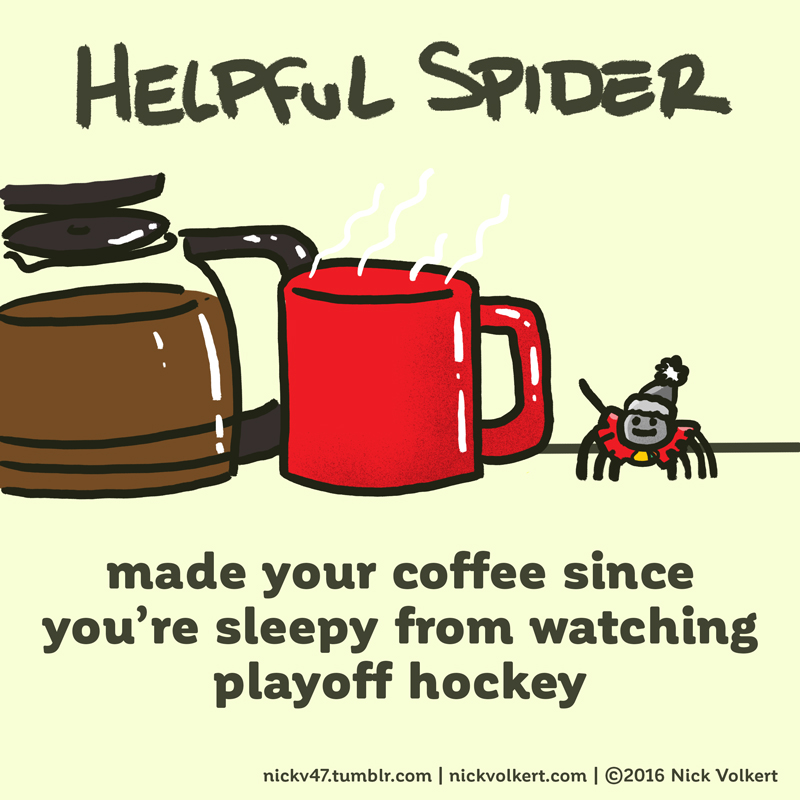 HELPFUL SPIDER
made your coffee since
you’re sleepy from watching
playoff hockey
nickv47.tumblr.com | nickvolkert.com | ©2016 Nick Volkert